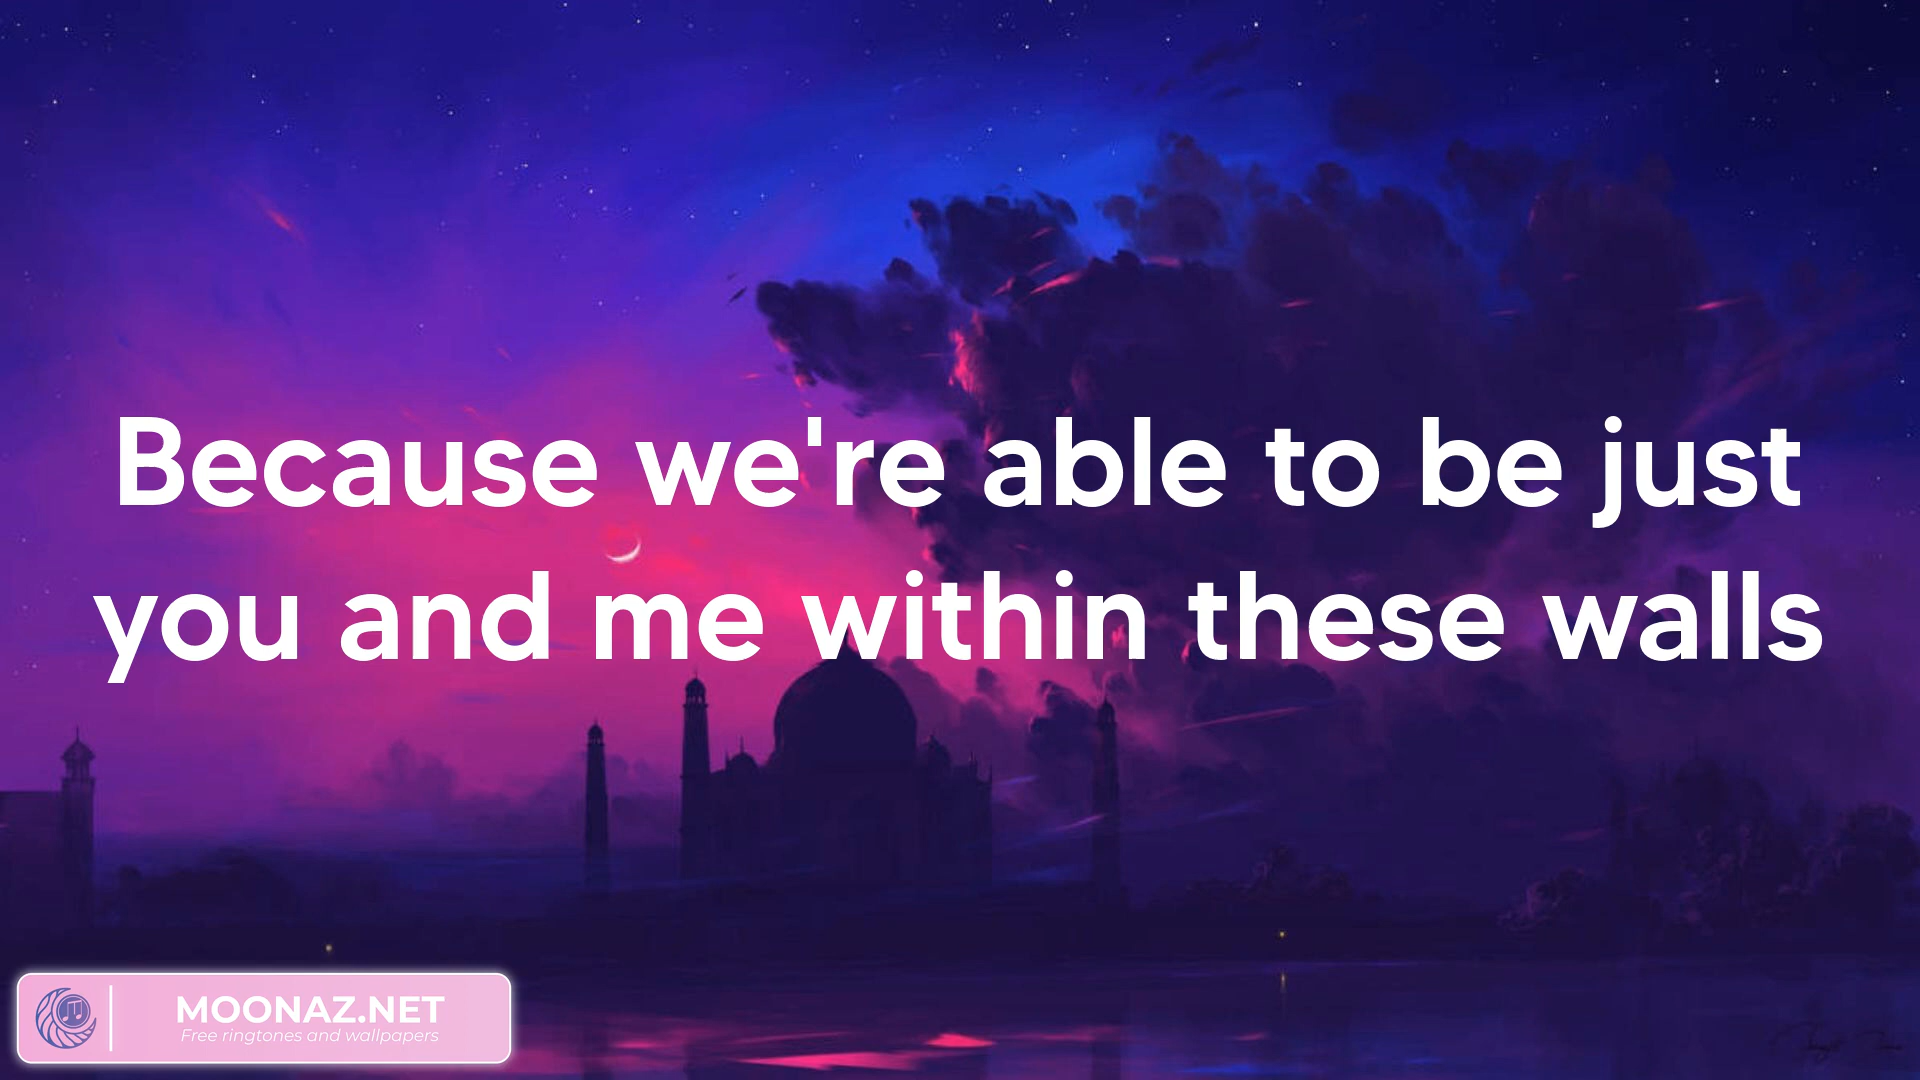 Because we're able to be just
you and me within these walls
MOONAZ.NET
Free ringtones and wallpapers